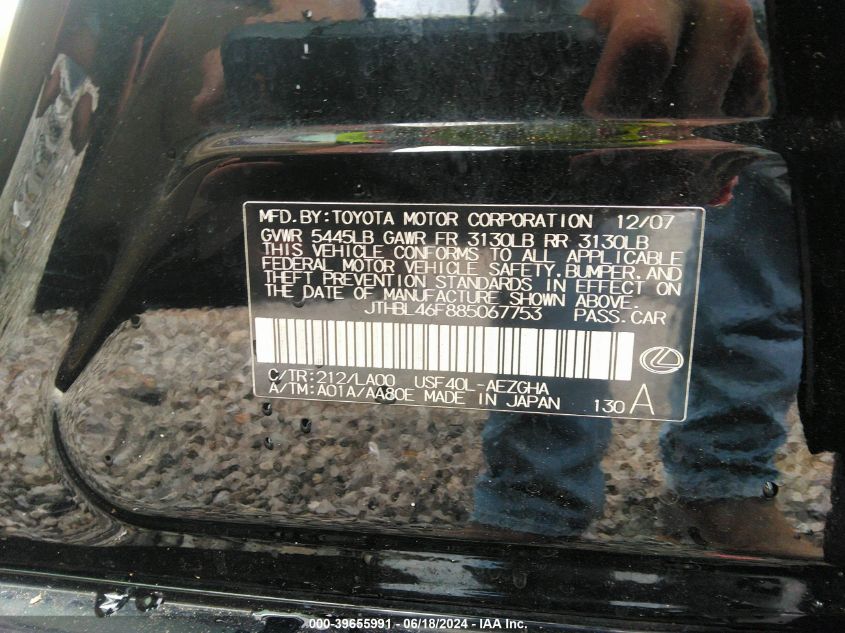 MFD.BY:TOYOTA MOTOR CORPORATION 12/07
GVWR 5445LB GAWR FR 3130LB RR 3130LB
THIS VEHICLE CONFORMS TO ALL APPLICABLE
FEDERAL MOTOR VEHICLE SAFETY,BUMPER,AND
THEFT PREVENTION STANDARDS IN EFFECT ON
THE DATE OF MANUFACTURE SHOWN ABOVE.
JTHBL46F885067753 PASS.CAR
C/TR:212/LA00 USF40L-AEZGHA
A/TM:A01A/AA80E MADE IN JAPAN 130 A
000-39655991 - 06/18/2024 - IAA Inc.